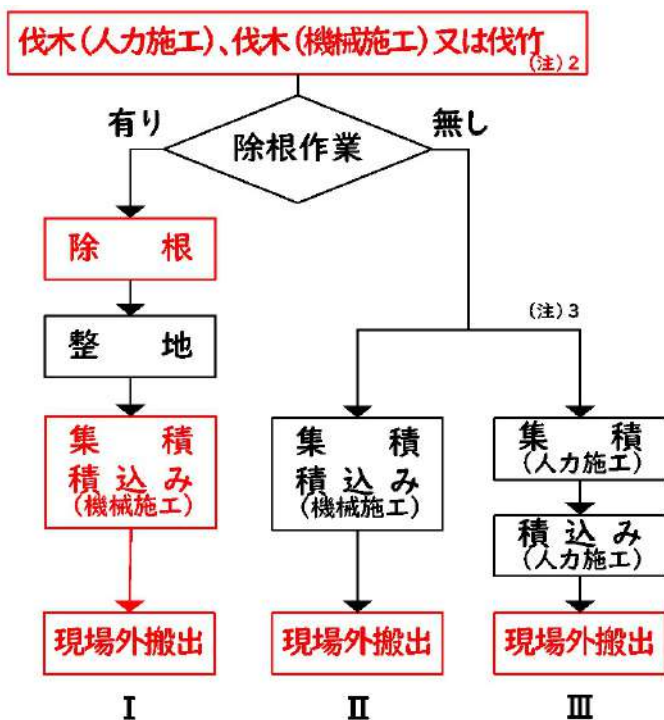 伐木(人力施工)、伐木(機械施工)又は伐竹
(注)2
有り
除根作業
無し
除 根
整 地
(注)3
集 積
積込み
(機械施工)
集 積
積込み
(機械施工)
集 積
(人力施工)
積込み
(人力施工)
現場外搬出
現場外搬出
現場外搬出
I
II
III